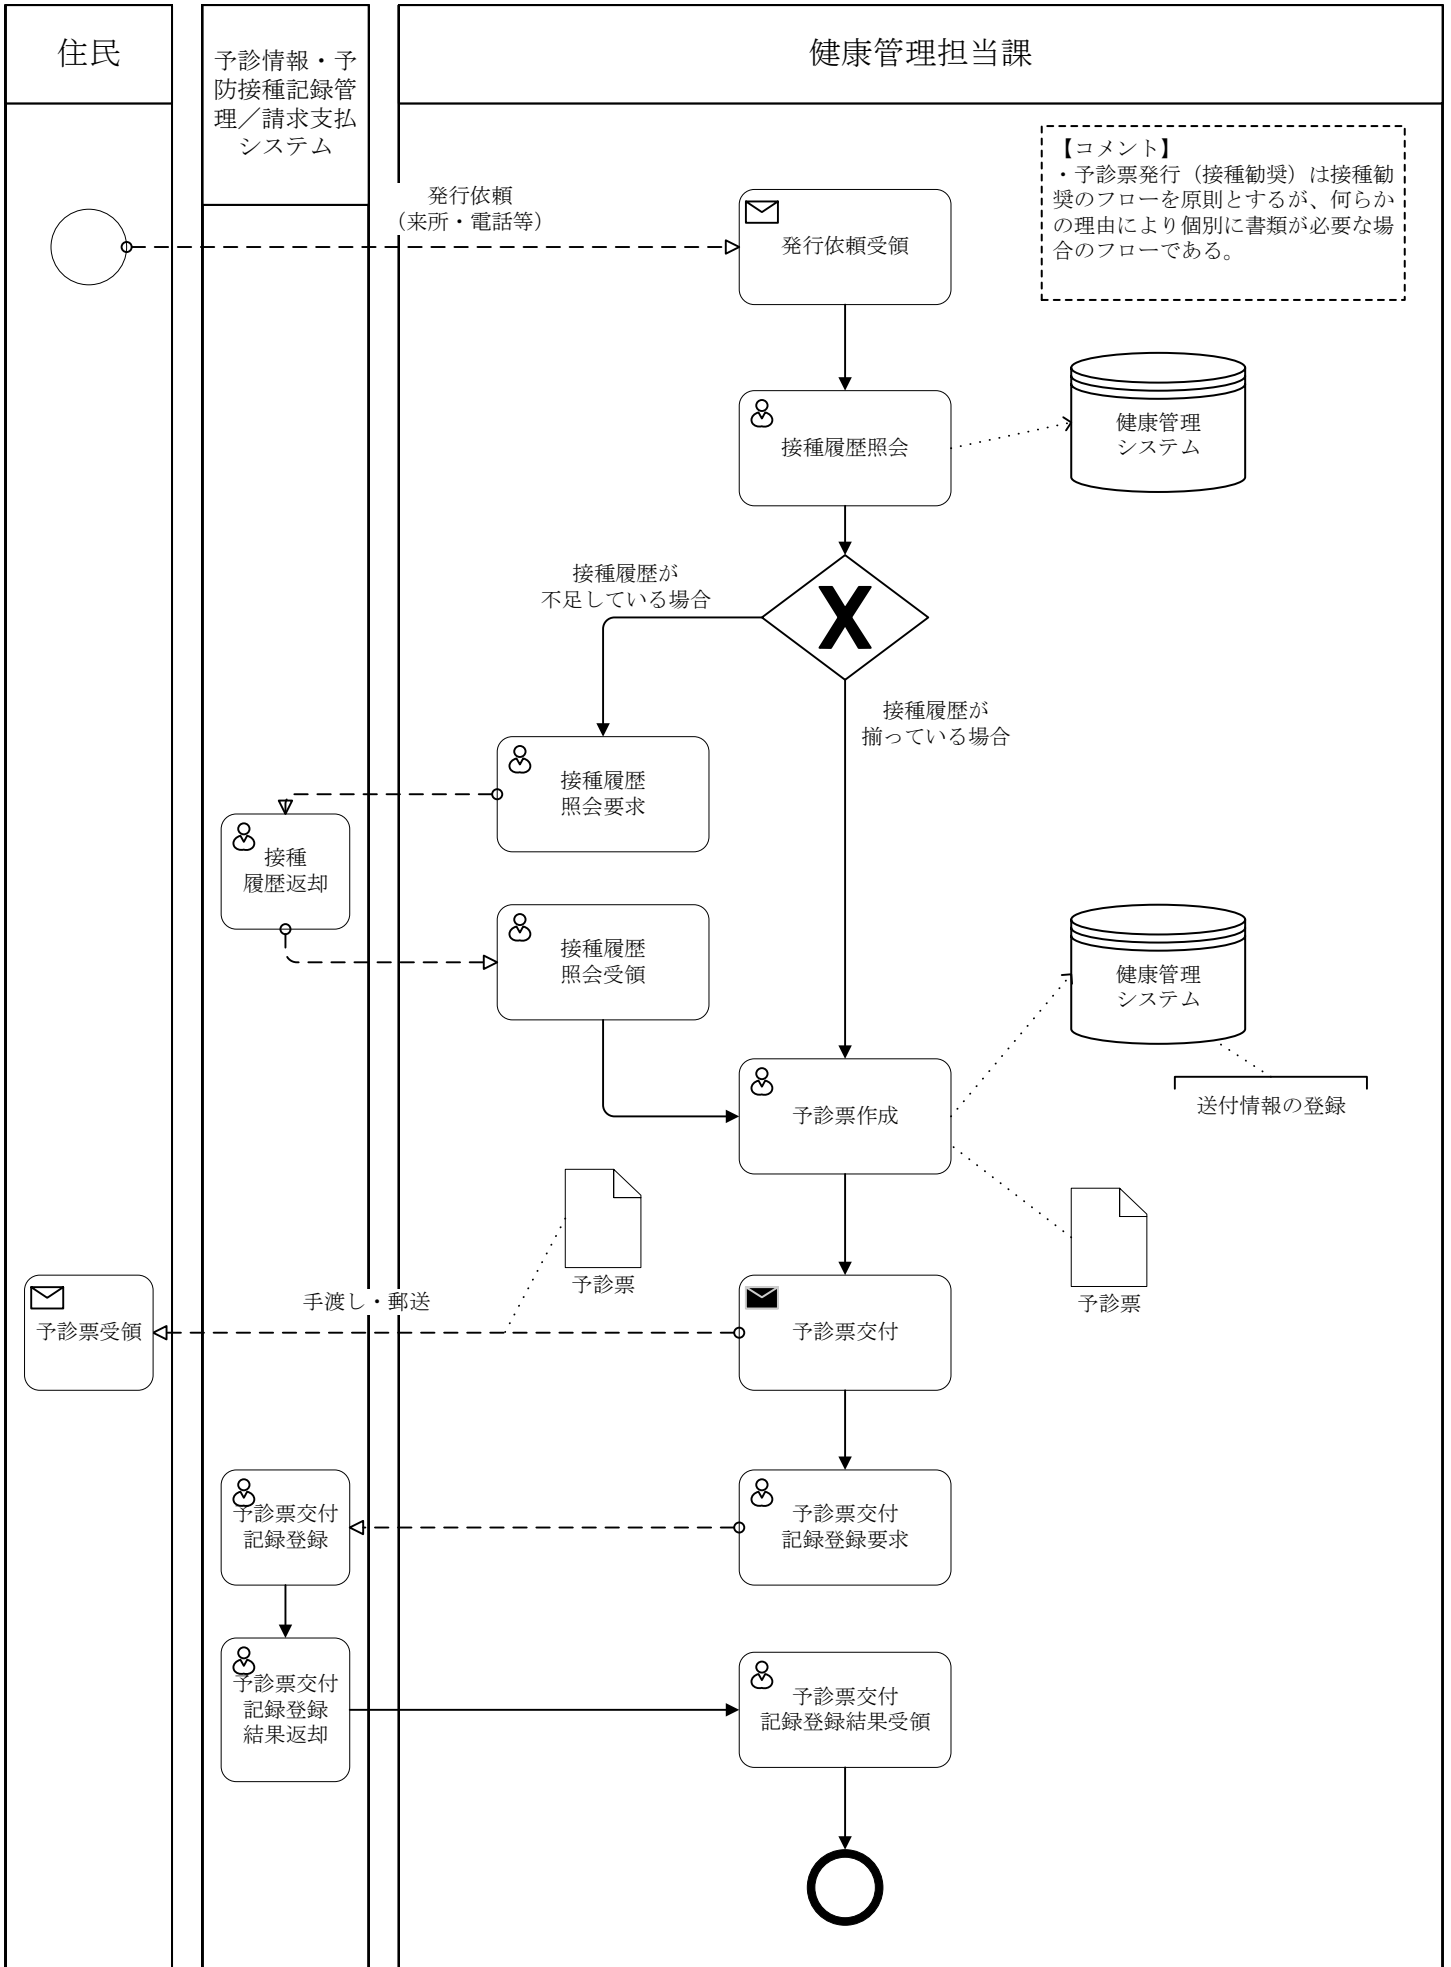 住民
予診情報・予
防接種記録管
理／請求支払
システム
健康管理担当課
【コメント】
・予診票発行（接種勧奨）は接種勧
奨のフローを原則とするが、何らか
の理由により個別に書類が必要な場
合のフローである。
発行依頼
（来所・電話等）
発行依頼受領
接種履歴照会
健康管理
システム
接種履歴が
不足している場合
接種履歴が
揃っている場合
接種履歴
照会要求
接種
履歴返却
接種履歴
照会受領
健康管理
システム
送付情報の登録
予診票作成
予診票
予診票
手渡し・郵送
予診票受領
予診票交付
予診票交付
記録登録
予診票交付
記録登録要求
予診票交付
記録登録
結果返却
予診票交付
記録登録結果受領